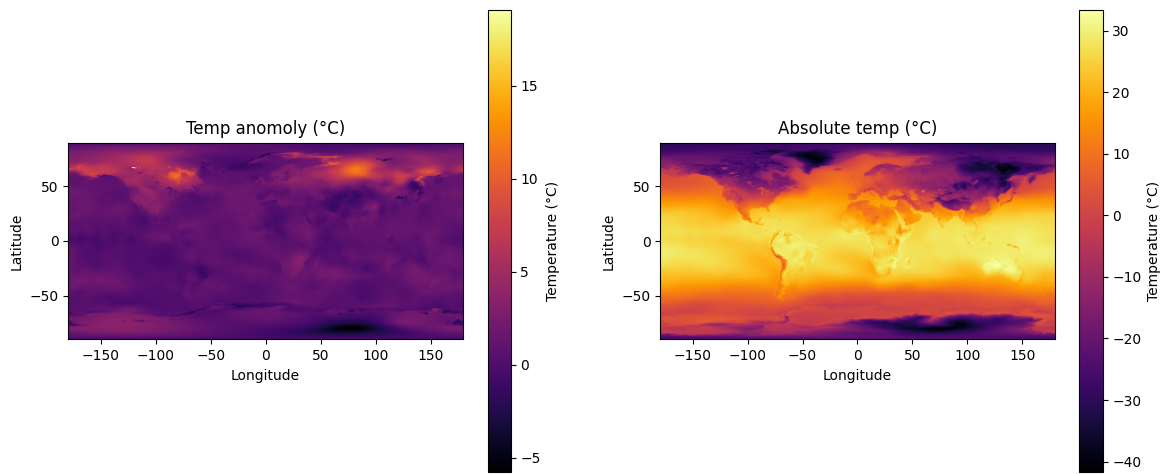 Temp anomoly (°C)
Latitude
50
0
−50
−150 −100 −50 0 50 100 150
Longitude
15
10
5
0
−5
Temperature (°C)
Absolute temp (°C)
Latitude
50
0
−50
−150 −100 −50 0 50 100 150
Longitude
30
20
10
0
−10
−20
−30
−40
Temperature (°C)